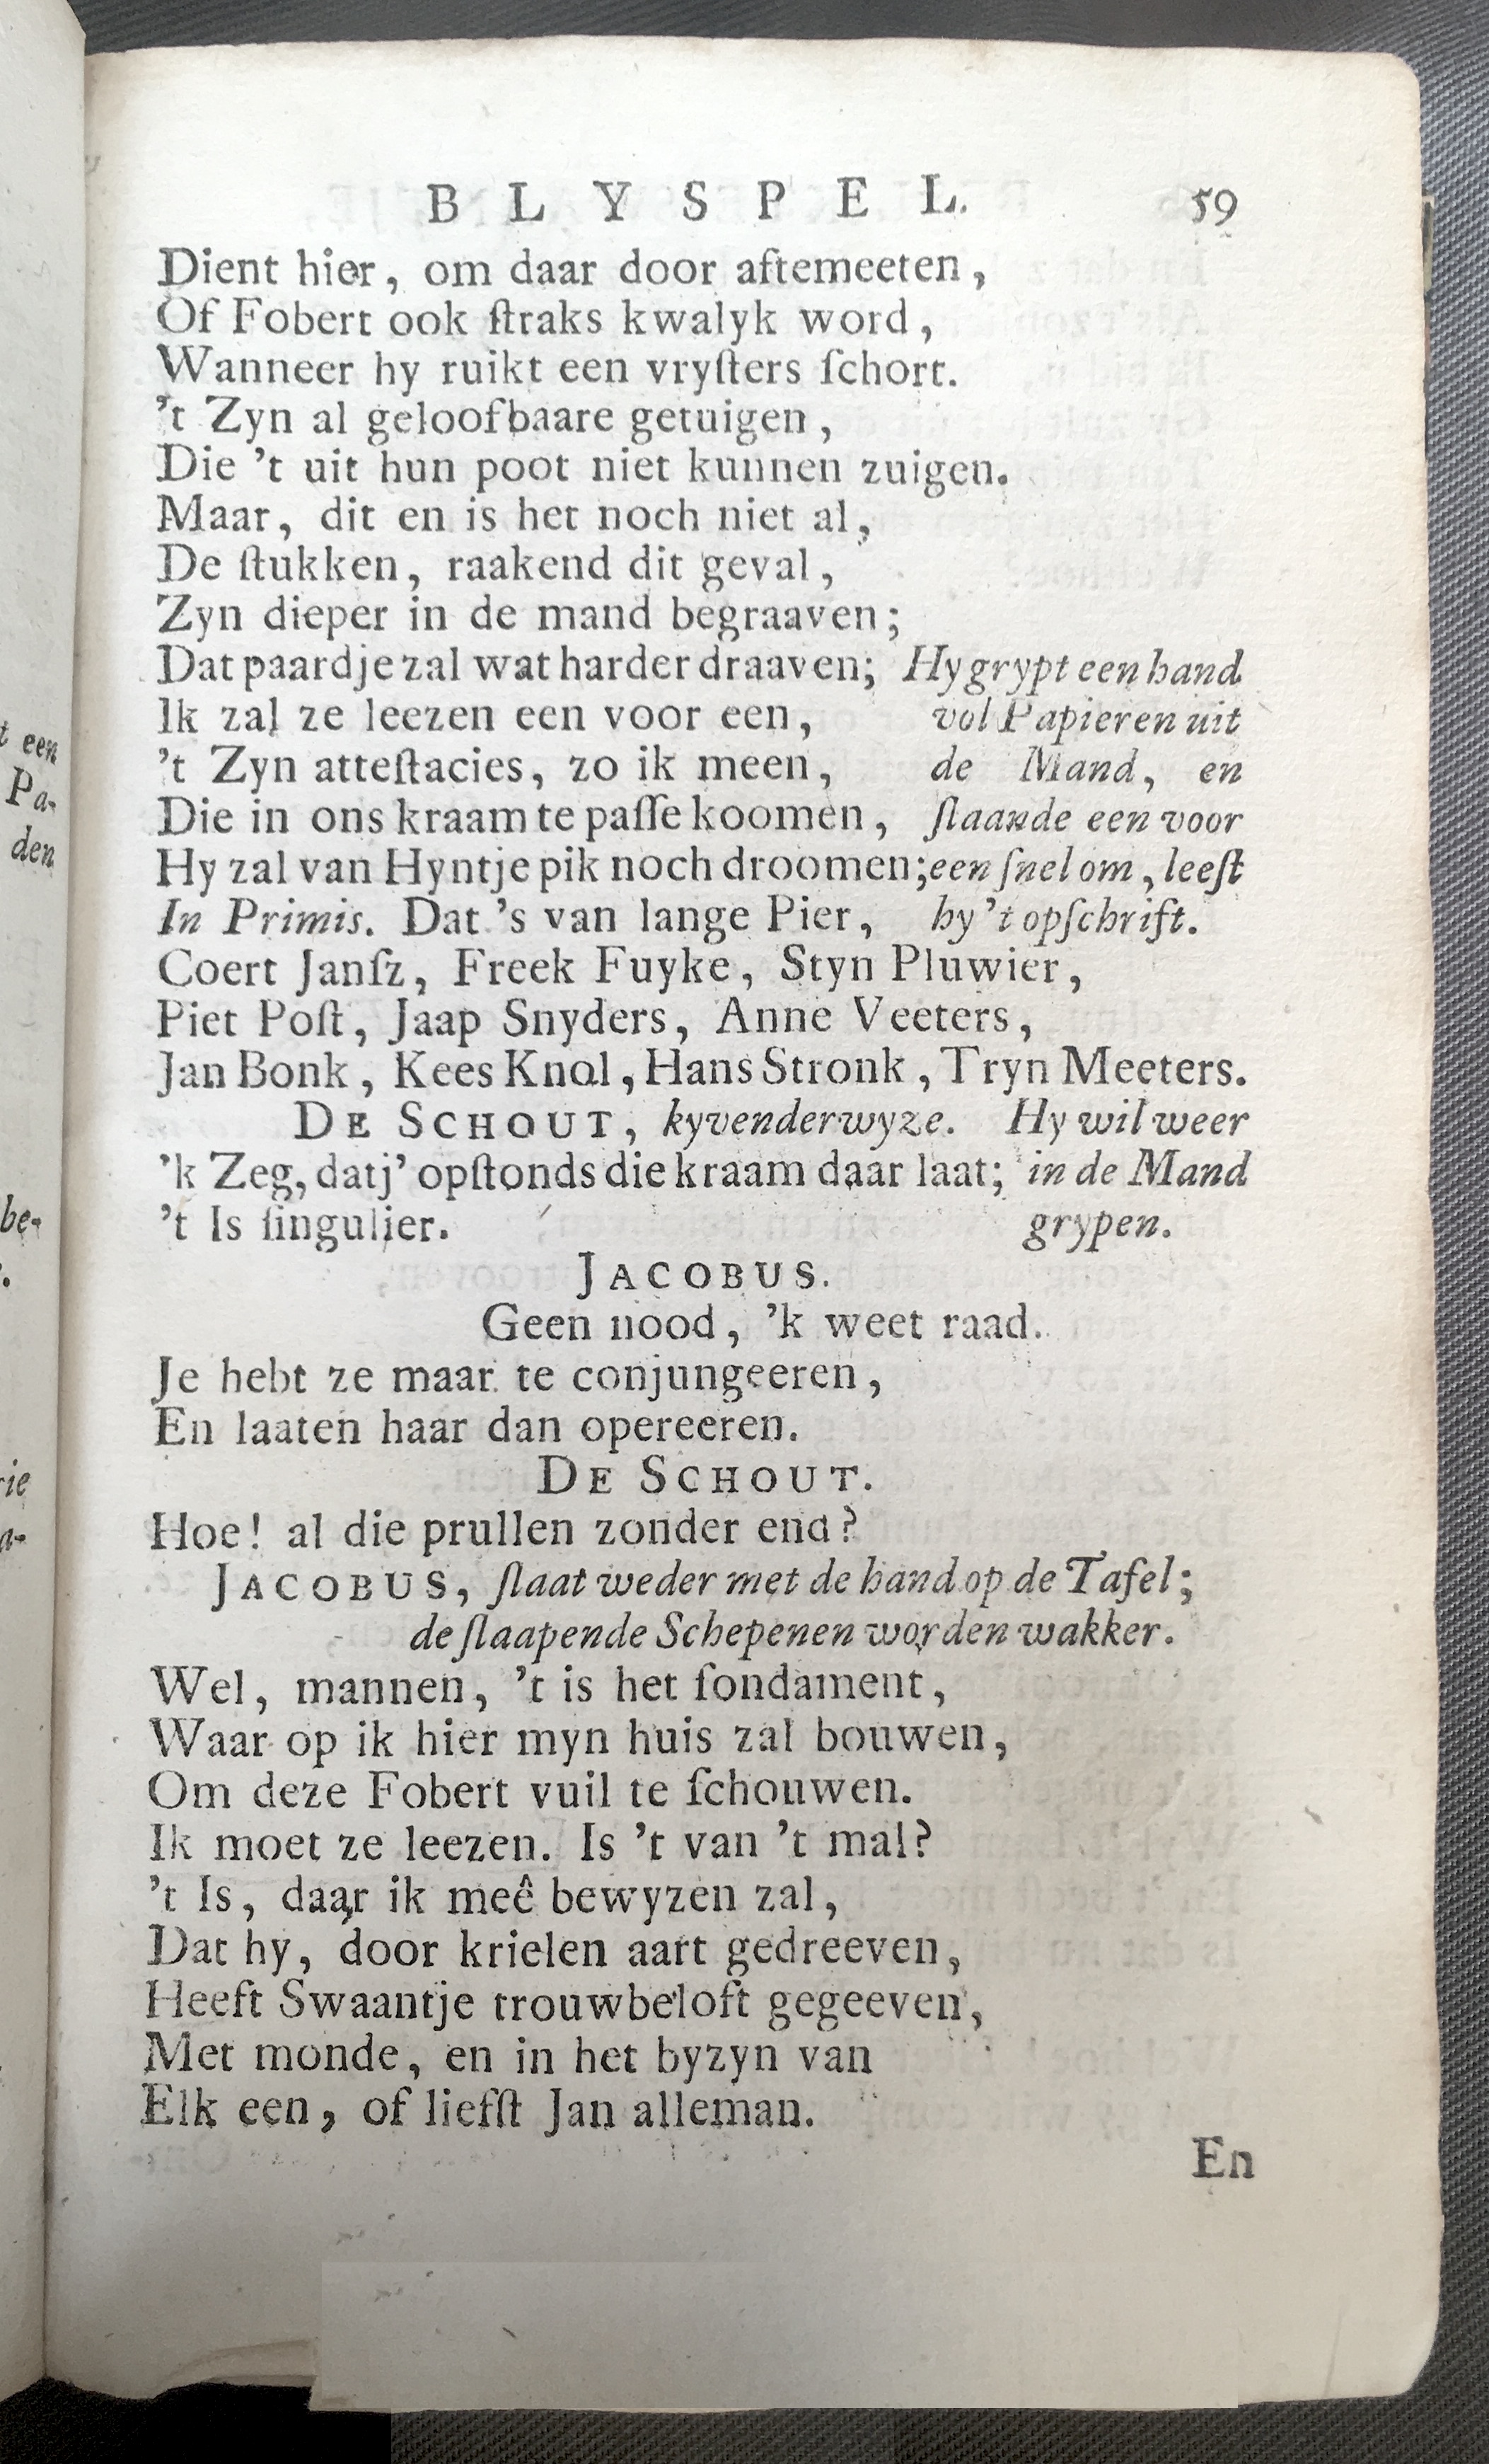 BLYSPEL. 59
Dient hier, om daar door aftemeeten,
Of Fobert ook ſtraks kwalyk word,
Wanneer hy ruikt een vryſters ſchort.
't Zyn al geloofbaare getuigen,
Die 't uit hun poot niet kunnen zuigen.
Maar, dit en is het noch niet al,
De ſtukken, raakend dit geval,
Zyn dieper in de mand begraaven;
Dat paardje zal wat harder draaven; Hy grypt een hand
Ik zal ze leezen een voor een, vol Papieren uit
't Zyn atteſtacies, zo ik meen, de Mand, en
Die in ons kraam te paſſe koomen, ſlaande een voor
Hy zal van Hyntje pik noch droomen; een ſnel om, leeſt
In Primis. Dat 's van lange Pier, hy 't opſchrift.
Coert Janſz, Freek Fuyke, Styn Pluwier,
Piet Poſt, Jaap Snyders, Anne Veeters,
Jan Bonk, Kees Knol, Hans Stronk, Tryn Meeters.
DE SCHOUT, kyvenderwyze. Hy wil weer
'k Zeg, datj' opſtonds die kraam daar laat; in de Mand
't Is ſingulier. grypen.
JACOBUS.
Geen nood, 'k weet raad.
Je hebt ze maar te conjungeeren,
En laaten haar dan opereeren.
DE SCHOUT.
Hoe! al die prullen zonder end?
JACOBUS, ſlaat weder met de hand op de Tafel;
de ſlaapende Schepenen worden wakker.
Wel, mannen, 't is het fondament,
Waar op ik hier myn huis zal bouwen,
Om deze Fobert vuil te ſchouwen.
Ik moet ze leezen. Is 't van 't mal?
't Is, daar ik meê bewyzen zal,
Dat hy, door krielen aart gedreeven,
Heeft Swaantje trouwbeloft gegeeven,
Met monde, en in het byzyn van
Elk een, of liefſt Jan alleman.
En
t een
Pa-
den
be-
rie
a-